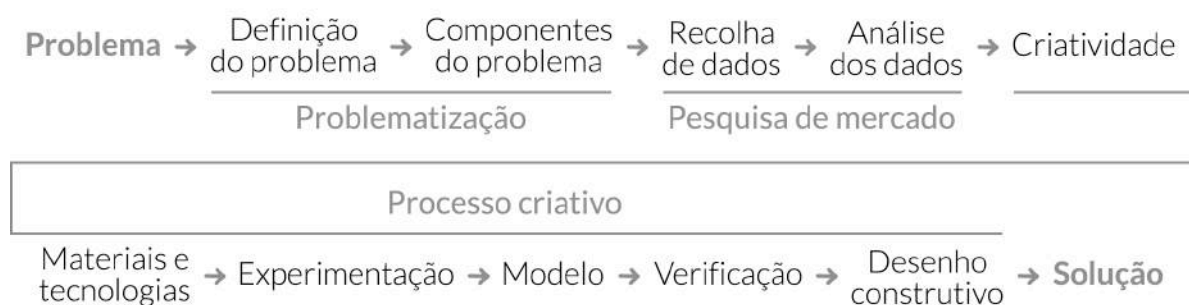 Problema → Definição do problema → Componentes do problema → Recolha de dados → Análise dos dados → Criatividade
Problematização Pesquisa de mercado
Processo criativo
Materiais e tecnologias → Experimentação → Modelo → Verificação → Desenho construtivo → Solução